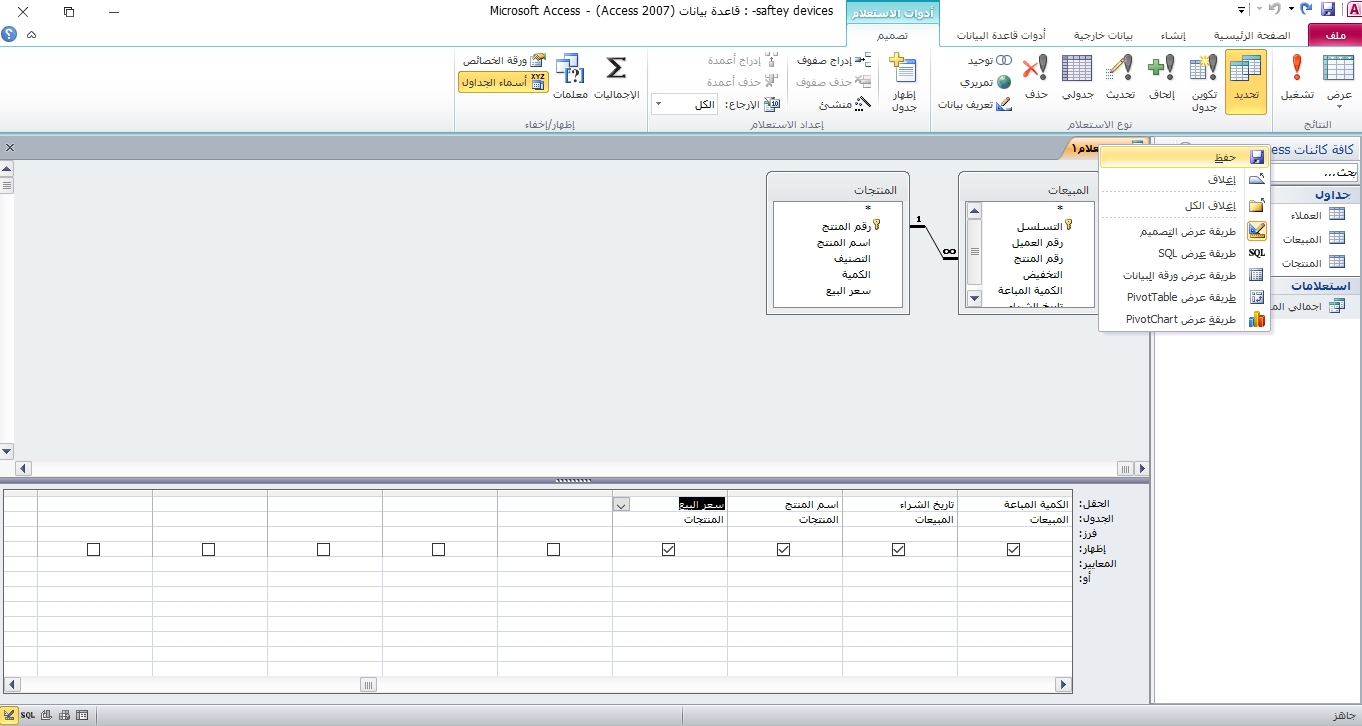 saftey devices- : قاعدة بيانات (Access 2007) - Microsoft Access
أدوات الاستعلام
ملف
الصفحة الرئيسية
إنشاء
بيانات خارجية
أدوات قاعدة البيانات
تصميم
عرض
تشغيل
النتائج
تحديد
تكوين جدول
إلحاق
تحديث
جدولي
حذف
توحيد
تمريري
تعريف بيانات
نوع الاستعلام
إظهار جدول
إدراج صفوف
حذف صفوف
منشئ
إدراج أعمدة
حذف أعمدة
الإرجاع: الكل
إعداد الاستعلام
الإجماليات
معلمات
ورقة الخصائص
أسماء الجداول
إظهار/إخفاء
كافة كائنات
بحث...
جداول
العملاء
المبيعات
المنتجات
استعلامات
اجمالي
حفظ
إغلاق
إغلاق الكل
طريقة عرض التصميم
SQL طريقة عرض SQL
طريقة عرض ورقة البيانات
طريقة عرض PivotTable
طريقة عرض PivotChart
المبيعات
*
التسلسل
رقم العميل
رقم المنتج
التخفيض
الكمية المباعة
تاريخ الشراء
1
∞
المنتجات
*
رقم المنتج
اسم المنتج
التصنيف
الكمية
سعر البيع
الحقل: الكمية المباعة تاريخ الشراء اسم المنتج سعر البيع
الجدول: المبيعات المبيعات المنتجات المنتجات
فرز:
إظهار:
المعايير:
أو:
جاهز
SQL